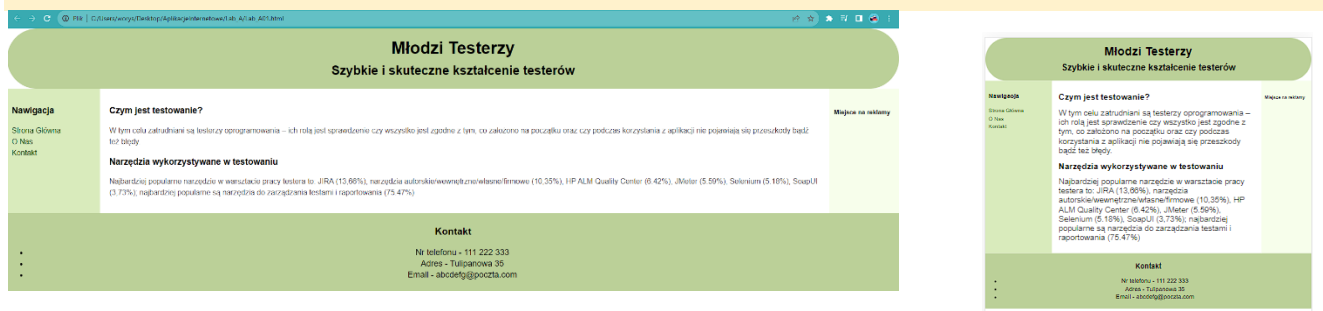 Plik | C:/Users/worys/Desktop/Aplikacjeinternetowe/Lab_A/Lab_A01.html
Młodzi Testerzy
Szybkie i skuteczne kształcenie testerów
Nawigacja
Strona Główna
O Nas
Kontakt
Czym jest testowanie?
W tym celu zatrudniani są testerzy oprogramowania – ich rolą jest sprawdzenie czy wszystko jest zgodne z tym, co założono na początku oraz czy podczas korzystania z aplikacji nie pojawiają się przeszkody bądź
też błędy.
Narzędzia wykorzystywane w testowaniu
Najbardziej popularne narzędzie w warsztacie pracy testera to: JIRA (13,66%), narzędzia autorskie/wewnętrzne/własne/firmowe (10,35%), HP ALM Quality Center (6.42%), JMeter (5.59%), Selenium (5.18%), SoapUI
(3,73%); najbardziej popularne są narzędzia do zarządzania testami i raportowania (75.47%)
Miejsce na reklamy
Kontakt
Nr telefonu - 111 222 333
Adres - Tulipanowa 35
Email - abcdefg@poczta.com
Młodzi Testerzy
Szybkie i skuteczne kształcenie testerów
Nawigacja
Strona Główna
O Nas
Kontakt
Czym jest testowanie?
W tym celu zatrudniani są testerzy oprogramowania –
ich rolą jest sprawdzenie czy wszystko jest zgodne z
tym, co założono na początku oraz czy podczas
korzystania z aplikacji nie pojawiają się przeszkody
bądź też błędy.
Narzędzia wykorzystywane w testowaniu
Najbardziej popularne narzędzie w warsztacie pracy
testera to: JIRA (13,66%), narzędzia
autorskie/wewnętrzne/własne/firmowe (10,35%), HP
ALM Quality Center (6.42%), JMeter (5.59%),
Selenium (5.18%), SoapUI (3,73%); najbardziej
popularne są narzędzia do zarządzania testami i
raportowania (75.47%)
Miejsce na reklamy
Kontakt
Nr telefonu - 111 222 333
Adres - Tulipanowa 35
Email - abcdefg@poczta.com